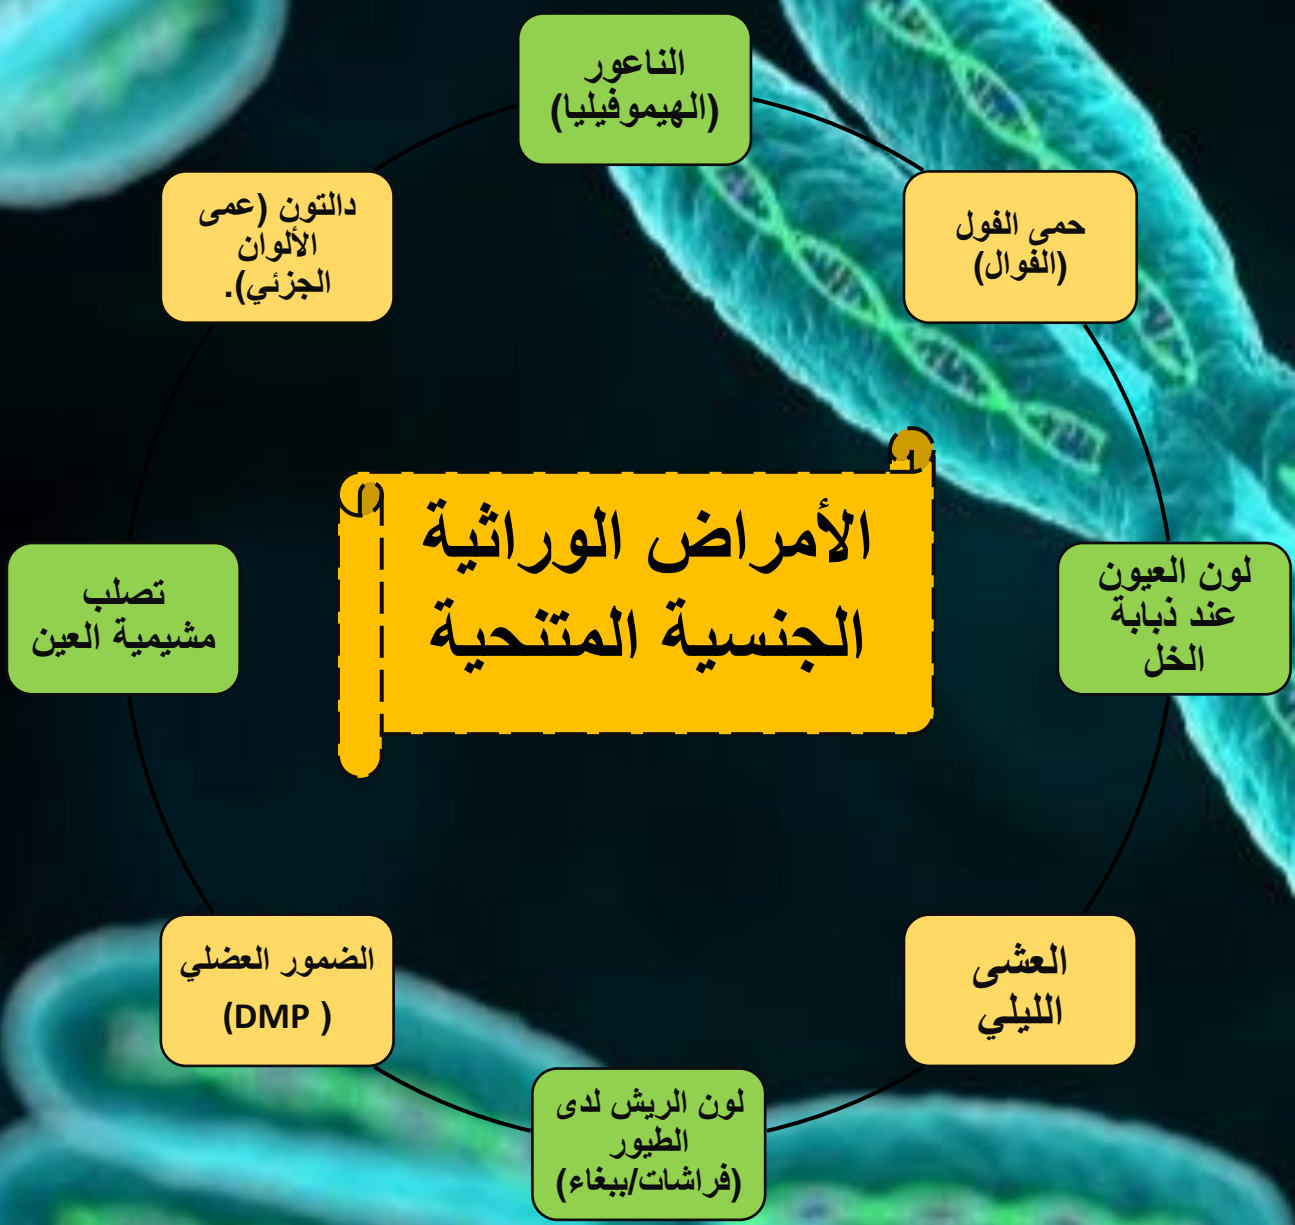 الناعور
(الهيموفيليا)
حمى الفول
(الفوال)
لون العيون
عند ذبابة
الخل
العشى
الليلي
لون الريش لدى
الطيور
(فراشات/ببغاء)
الضمور العضلي
(DMP )
تصلب
مشيمية العين
دالتون (عمى
الألوان
الجزئي).
الأمراض الوراثية
الجنسية المتنحية